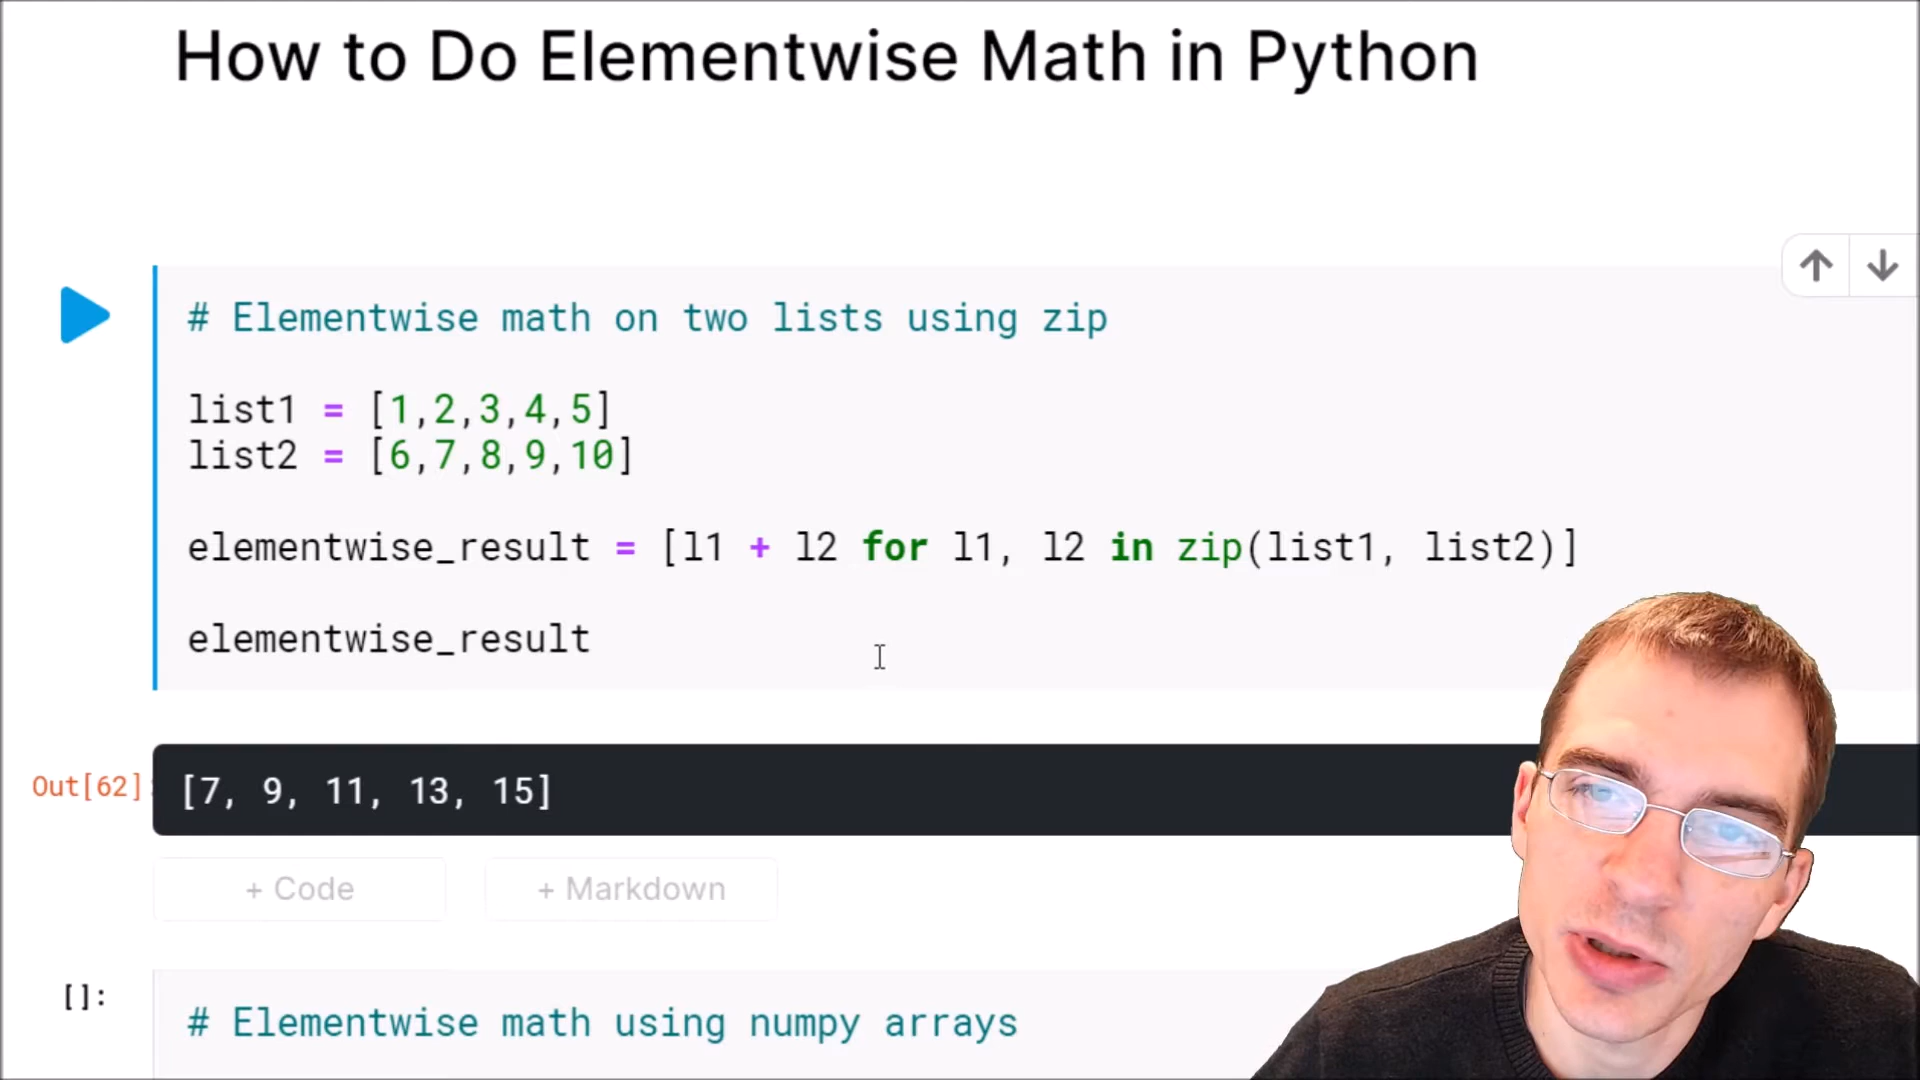 How to Do Elementwise Math in Python
# Elementwise math on two lists using zip
list1 = [1,2,3,4,5]
list2 = [6,7,8,9,10]
elementwise_result = [l1 + l2 for l1, l2 in zip(list1, list2)]
elementwise_result
Out[62]:
[7, 9, 11, 13, 15]
+ Code
+ Markdown
[]:
# Elementwise math using numpy arrays